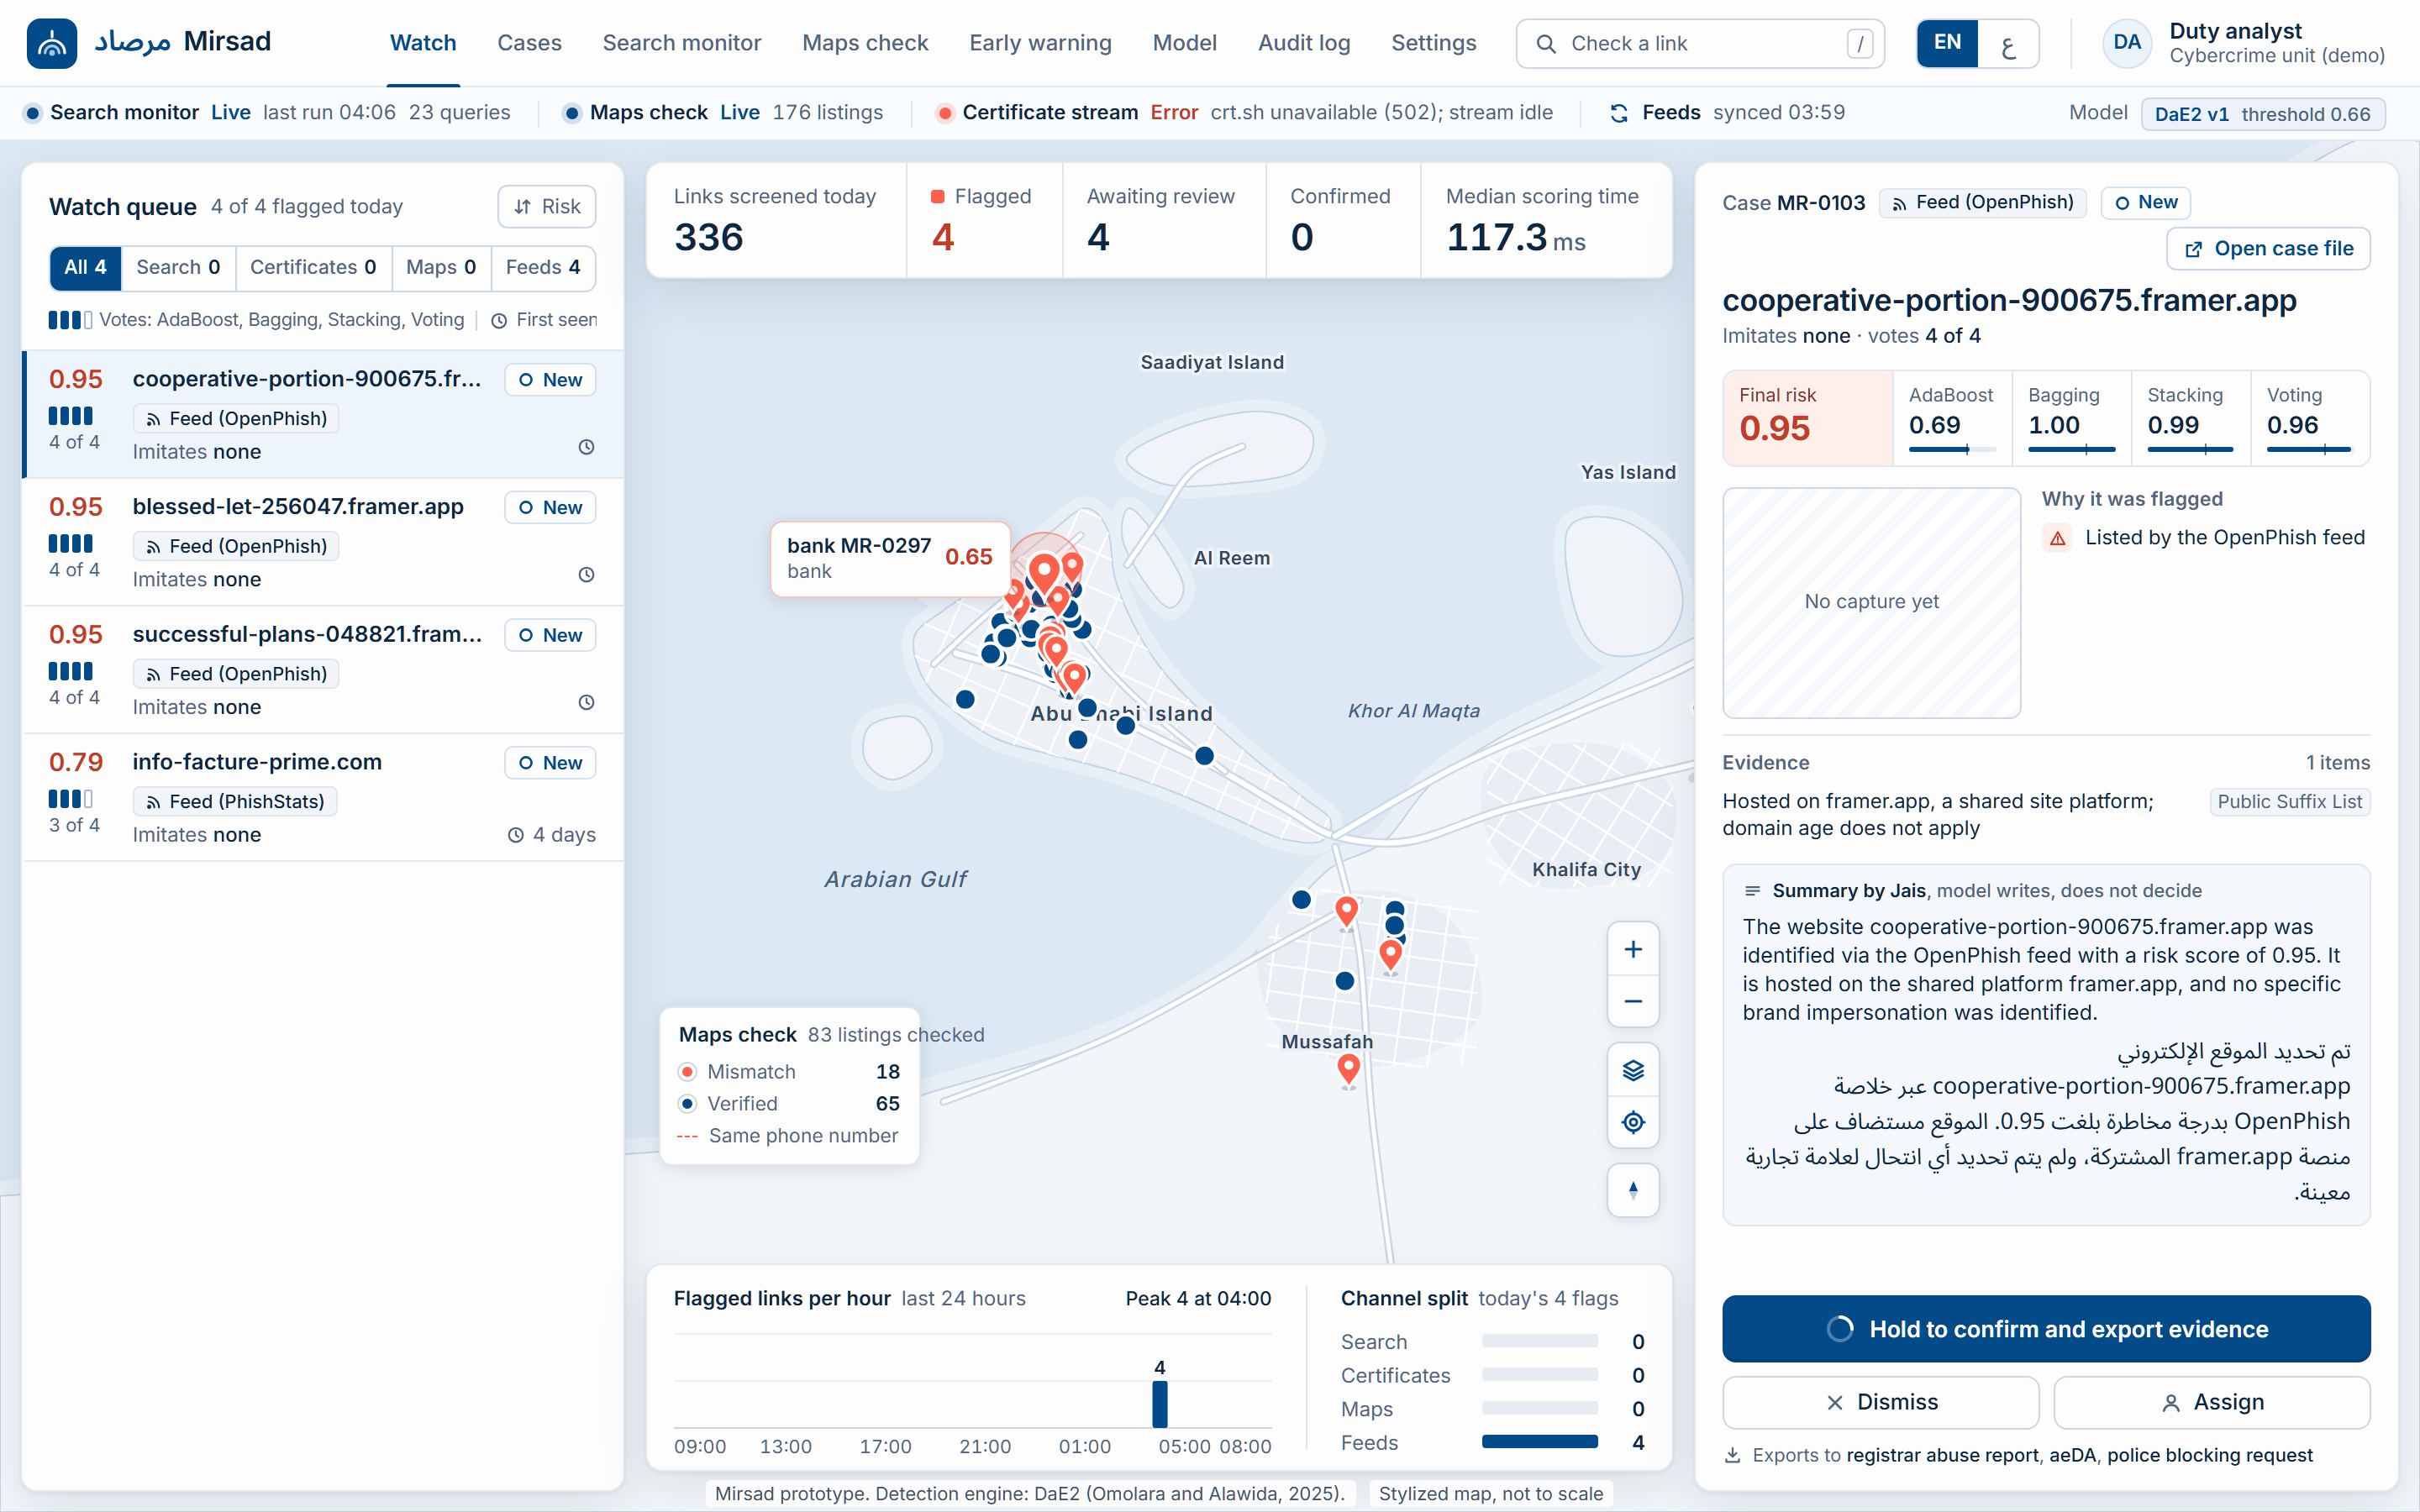 مرصاد Mirsad
Watch Cases Search monitor Maps check Early warning Model Audit log Settings
Check a link /
EN ع
DA Duty analyst
Cybercrime unit (demo)
Search monitor Live last run 04:06 23 queries
Maps check Live 176 listings
Certificate stream Error crt.sh unavailable (502); stream idle
Feeds synced 03:59
Model DaE2 v1 threshold 0.66
Watch queue 4 of 4 flagged today Risk
All 4 Search 0 Certificates 0 Maps 0 Feeds 4
Votes: AdaBoost, Bagging, Stacking, Voting First seen
0.95 cooperative-portion-900675.fr... New
Feed (OpenPhish)
4 of 4
Imitates none
0.95 blessed-let-256047.framer.app New
Feed (OpenPhish)
4 of 4
Imitates none
0.95 successful-plans-048821.fram... New
Feed (OpenPhish)
4 of 4
Imitates none
0.79 info-facture-prime.com New
Feed (PhishStats)
3 of 4
Imitates none 4 days
Links screened today Flagged Awaiting review Confirmed Median scoring time
336 4 4 0 117.3 ms
Saadiyat Island
Yas Island
bank MR-0297 0.65
bank
Al Reem
Khor Al Maqta
Abu Dhabi Island
Khalifa City
Arabian Gulf
Mussafah
Maps check 83 listings checked
Mismatch 18
Verified 65
Same phone number
Flagged links per hour last 24 hours Peak 4 at 04:00
4
09:00 13:00 17:00 21:00 01:00 05:00 08:00
Channel split today's 4 flags
Search 0
Certificates 0
Maps 0
Feeds 4
Mirsad prototype. Detection engine: DaE2 (Omolara and Alawida, 2025). Stylized map, not to scale
Case MR-0103 Feed (OpenPhish) New
Open case file
cooperative-portion-900675.framer.app
Imitates none · votes 4 of 4
Final risk AdaBoost Bagging Stacking Voting
0.95 0.69 1.00 0.99 0.96
No capture yet
Why it was flagged
Listed by the OpenPhish feed
Evidence 1 items
Hosted on framer.app, a shared site platform; Public Suffix List
domain age does not apply
Summary by Jais, model writes, does not decide
The website cooperative-portion-900675.framer.app was
identified via the OpenPhish feed with a risk score of 0.95. It
is hosted on the shared platform framer.app, and no specific
brand impersonation was identified.
تم تحديد الموقع الإلكتروني
cooperative-portion-900675.framer.app عبر خلاصة
OpenPhish بدرجة مخاطرة بلغت 0.95. الموقع مستضاف على
منصة framer.app المشتركة، ولم يتم تحديد أي انتحال لعلامة تجارية
معينة.
Hold to confirm and export evidence
Dismiss Assign
Exports to registrar abuse report, aeDA, police blocking request